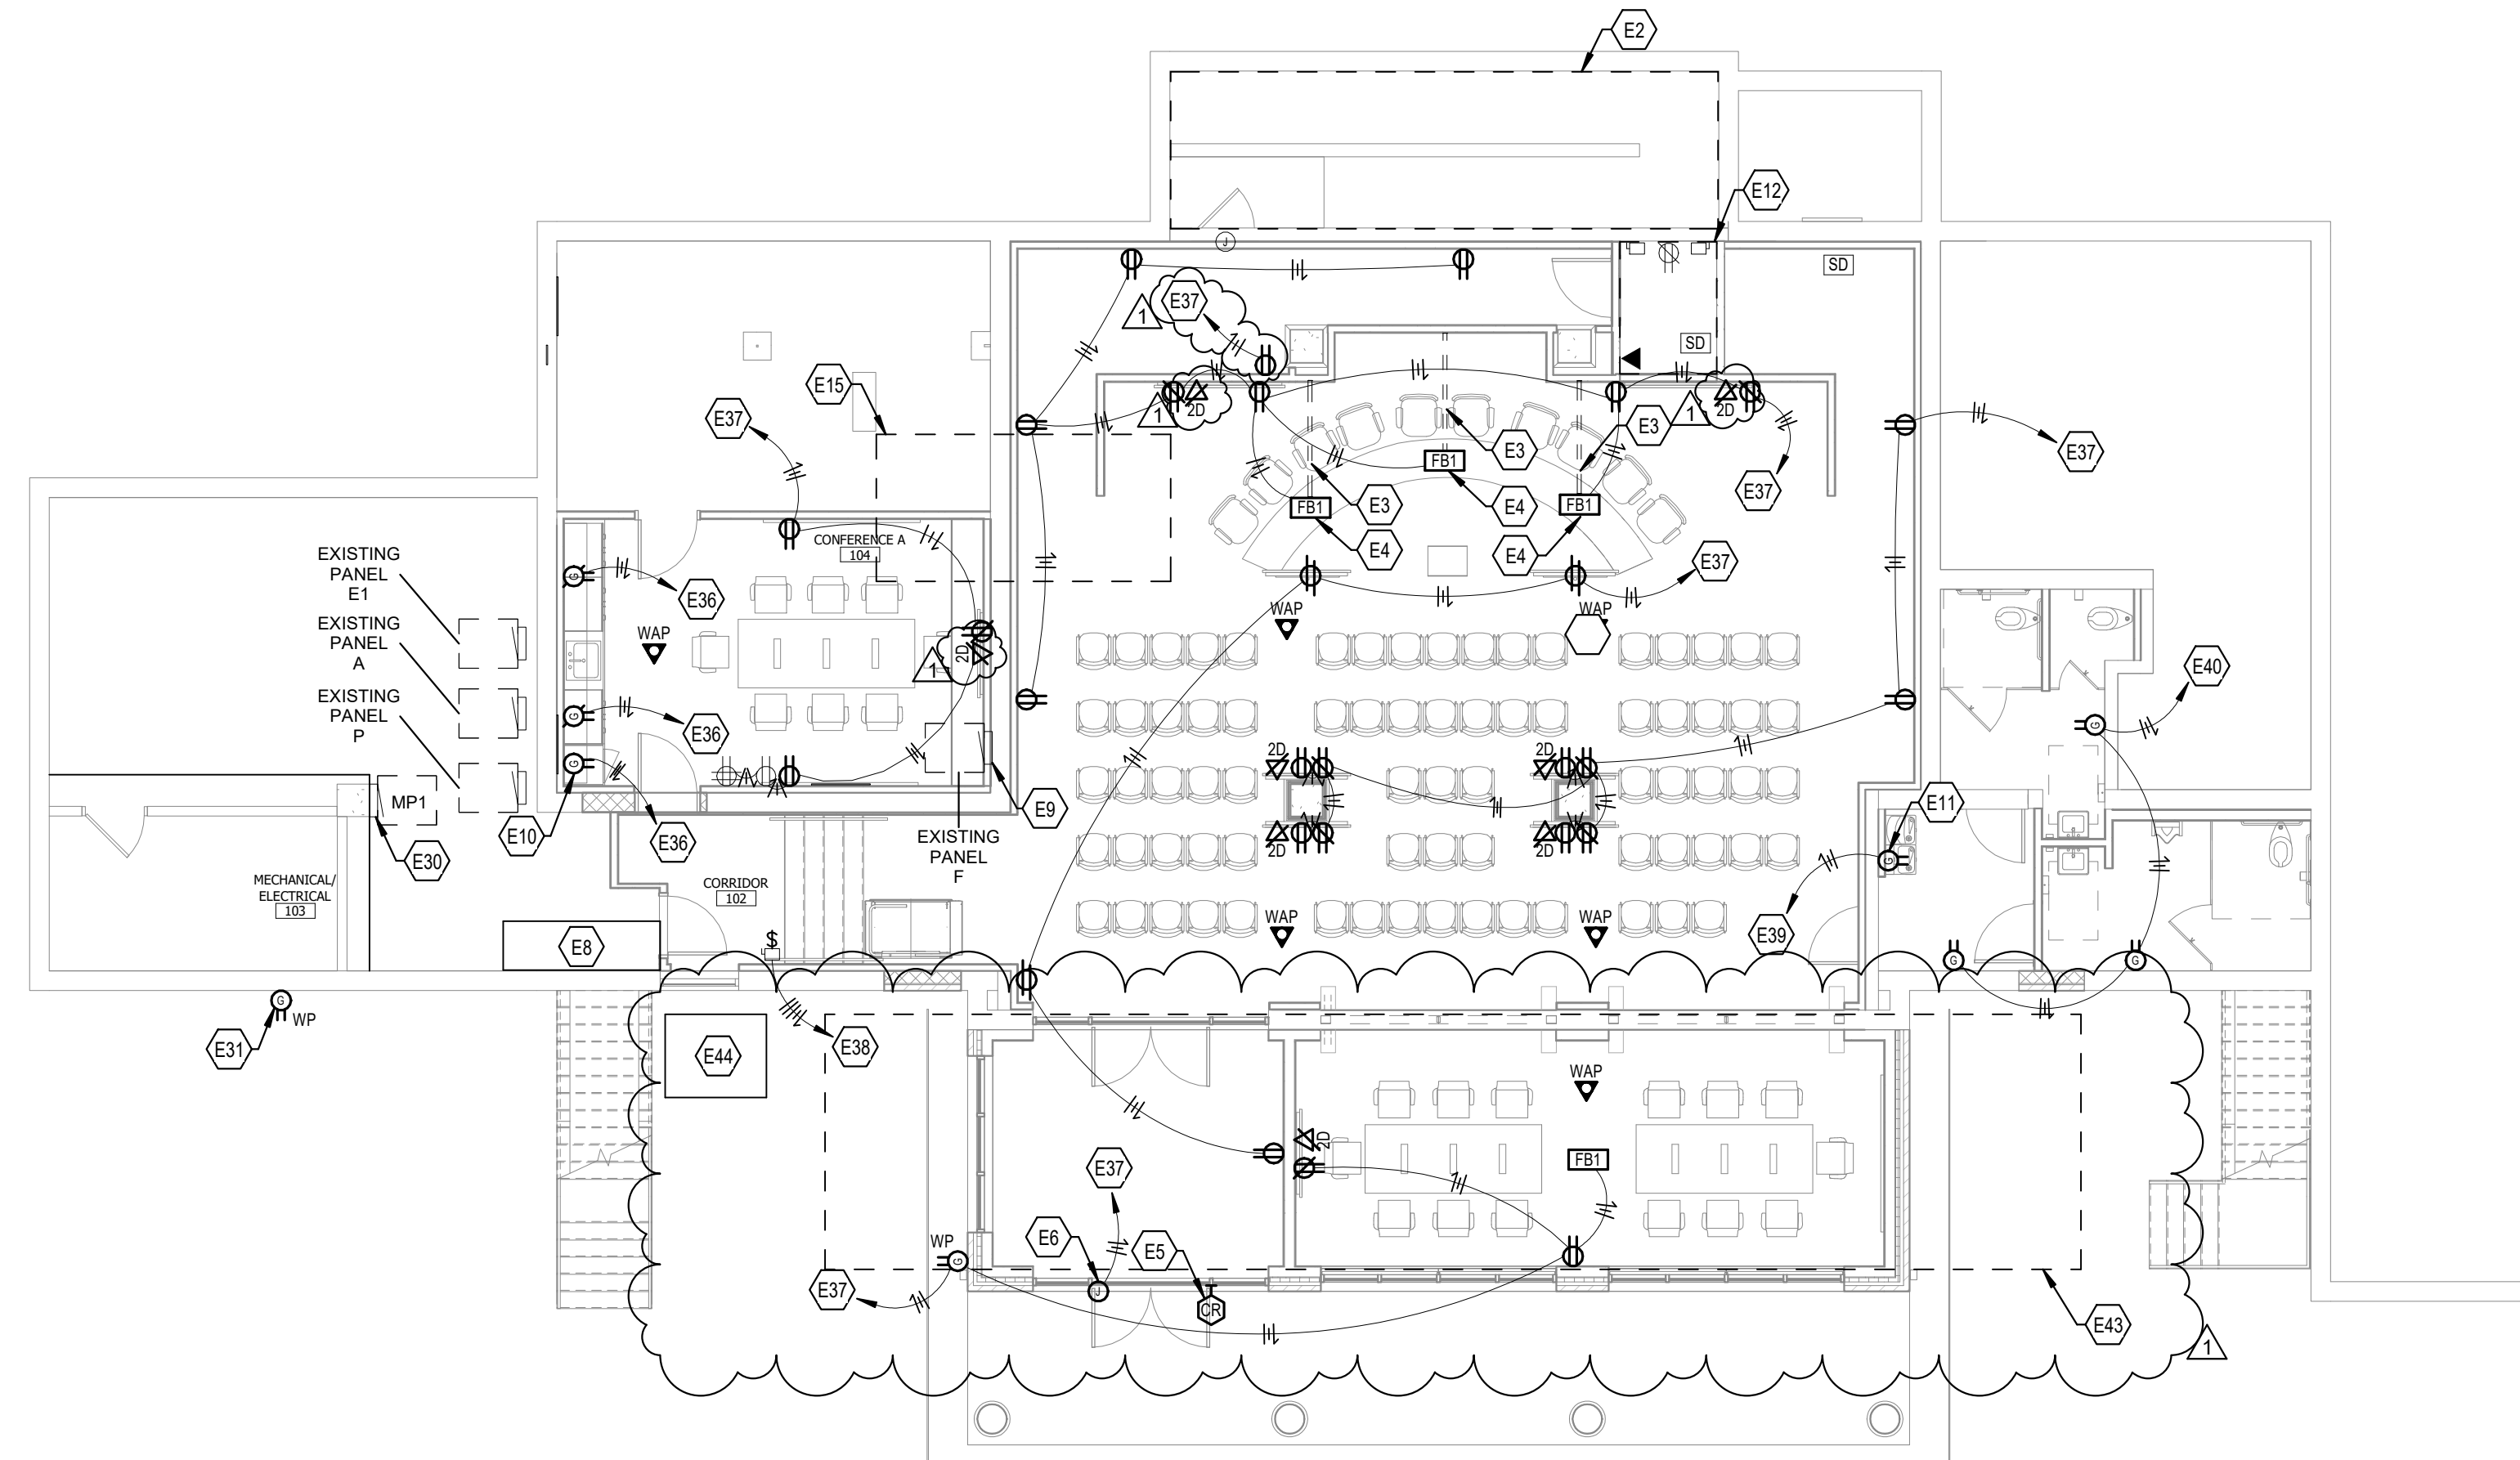 E2
E12
J
SD
E37
1
SD
E15
E37
1
2D
1
2D
E3
E3
E37
E37
FB1
FB1
FB1
E3
E4
E4
E4
CONFERENCE A
104
EXISTING
PANEL
E1
EXISTING
PANEL
A
EXISTING
PANEL
P
G
E36
E37
WAP
WAP
WAP
1
2D
E40
G
E36
G
G
2D
2D
2D
2D
MP1
E10
E36
E9
E11
G
E30
EXISTING
PANEL
F
MECHANICAL/
ELECTRICAL
103
CORRIDOR
102
E8
$
WAP
WAP
E39
G
G
G
WP
E31
E44
E38
WAP
2D
E37
FB1
E6
E5
WP
G
E37
J
CR
E43
1